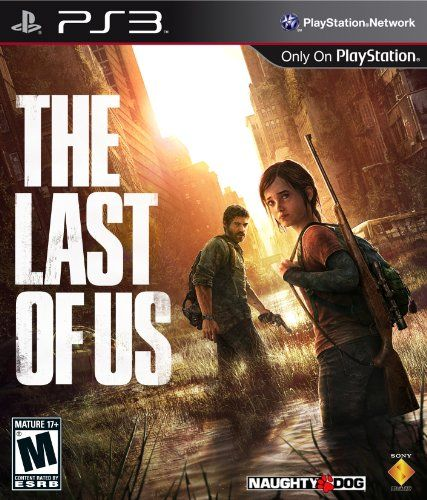 PS3
PlayStation®Network
Only On PlayStation®
THE
LAST
OF US
MATURE 17+
M
CONTENT RATED BY
ESRB
NAUGHTY DOG
SONY